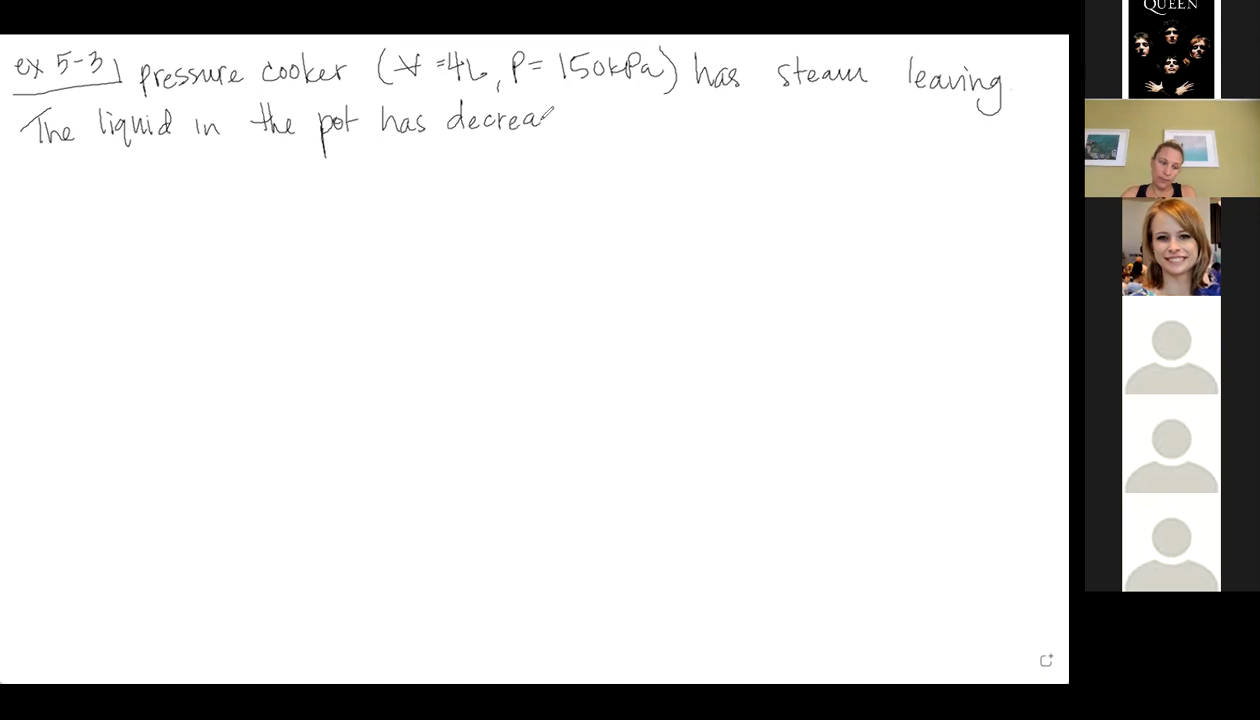 QUEEN
ex 5-3) pressure cooker (V=4L, P= 150kPa) has steam leaving.
The liquid in the pot has decrea